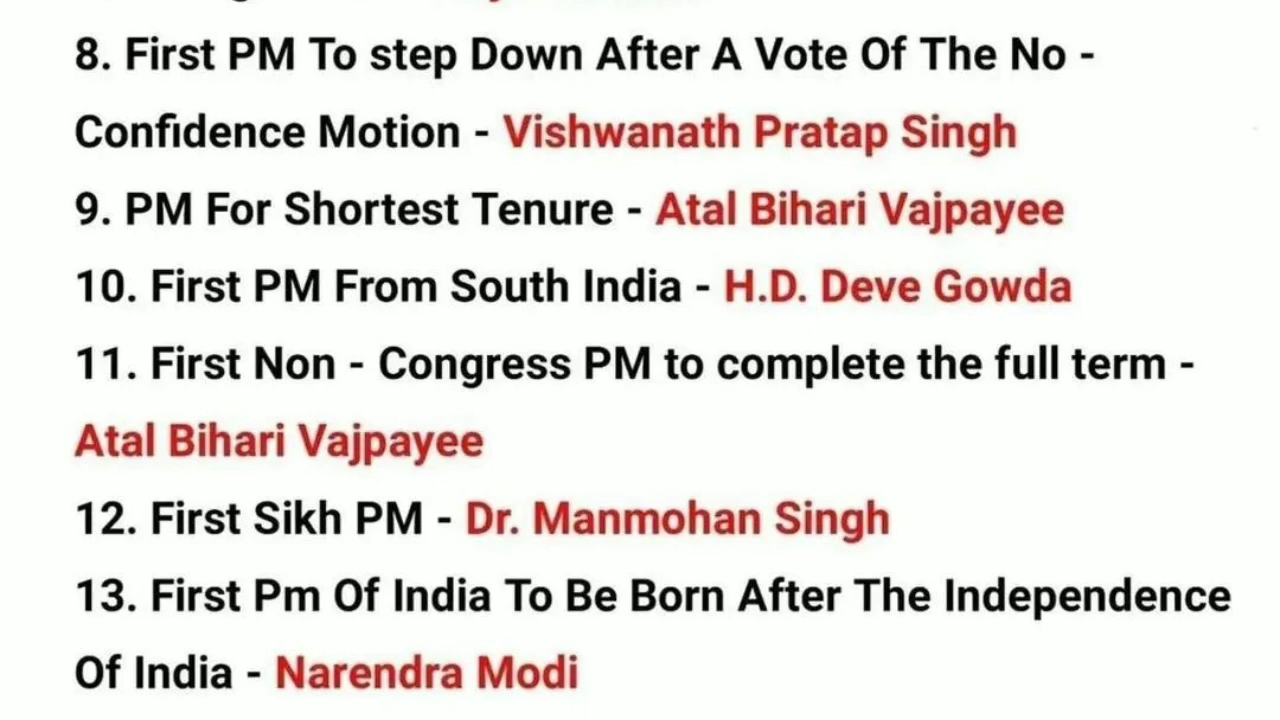 8. First PM To step Down After A Vote Of The No -
Confidence Motion - Vishwanath Pratap Singh
9. PM For Shortest Tenure - Atal Bihari Vajpayee
10. First PM From South India - H.D. Deve Gowda
11. First Non - Congress PM to complete the full term -
Atal Bihari Vajpayee
12. First Sikh PM - Dr. Manmohan Singh
13. First Pm Of India To Be Born After The Independence
Of India - Narendra Modi